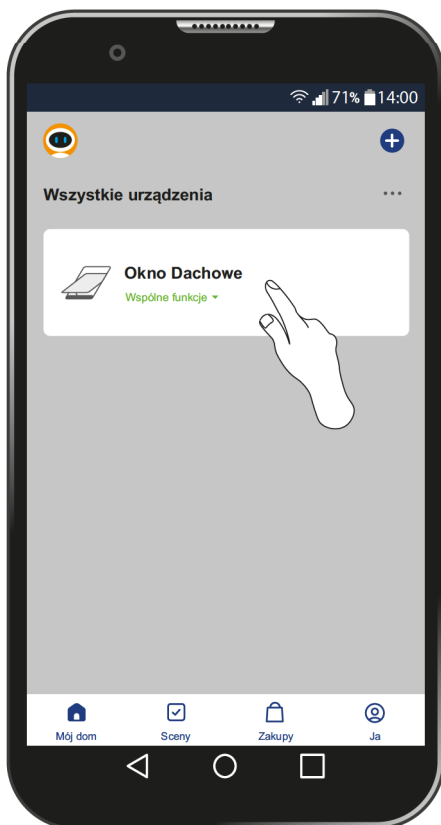 71% 14:00
Wszystkie urządzenia
Okno Dachowe
Wspólne funkcje
Mój dom Sceny Zakupy Ja